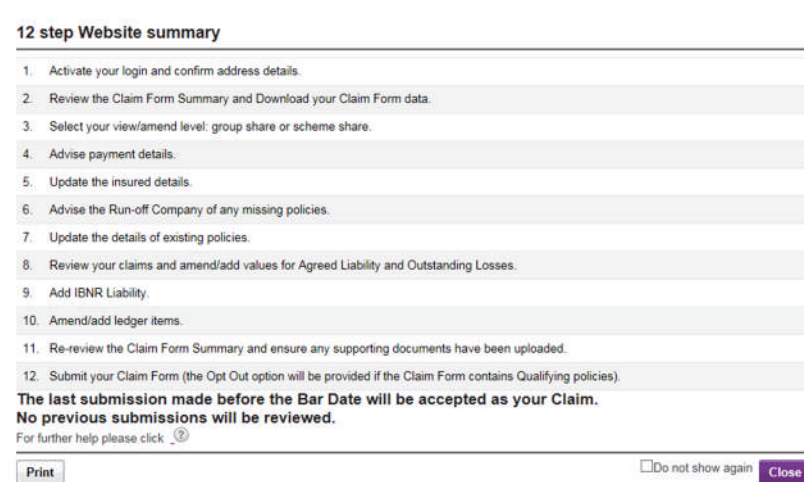 12 step Website summary
1. Activate your login and confirm address details.
2. Review the Claim Form Summary and Download your Claim Form data.
3. Select your view/amend level: group share or scheme share.
4. Advise payment details.
5. Update the insured details.
6. Advise the Run-off Company of any missing policies.
7. Update the details of existing policies.
8. Review your claims and amend/add values for Agreed Liability and Outstanding Losses.
9. Add IBNR Liability.
10. Amend/add ledger items.
11. Re-review the Claim Form Summary and ensure any supporting documents have been uploaded.
12. Submit your Claim Form (the Opt Out option will be provided if the Claim Form contains Qualifying policies).
The last submission made before the Bar Date will be accepted as your Claim.
No previous submissions will be reviewed.
For further help please click ?
Print Do not show again Close